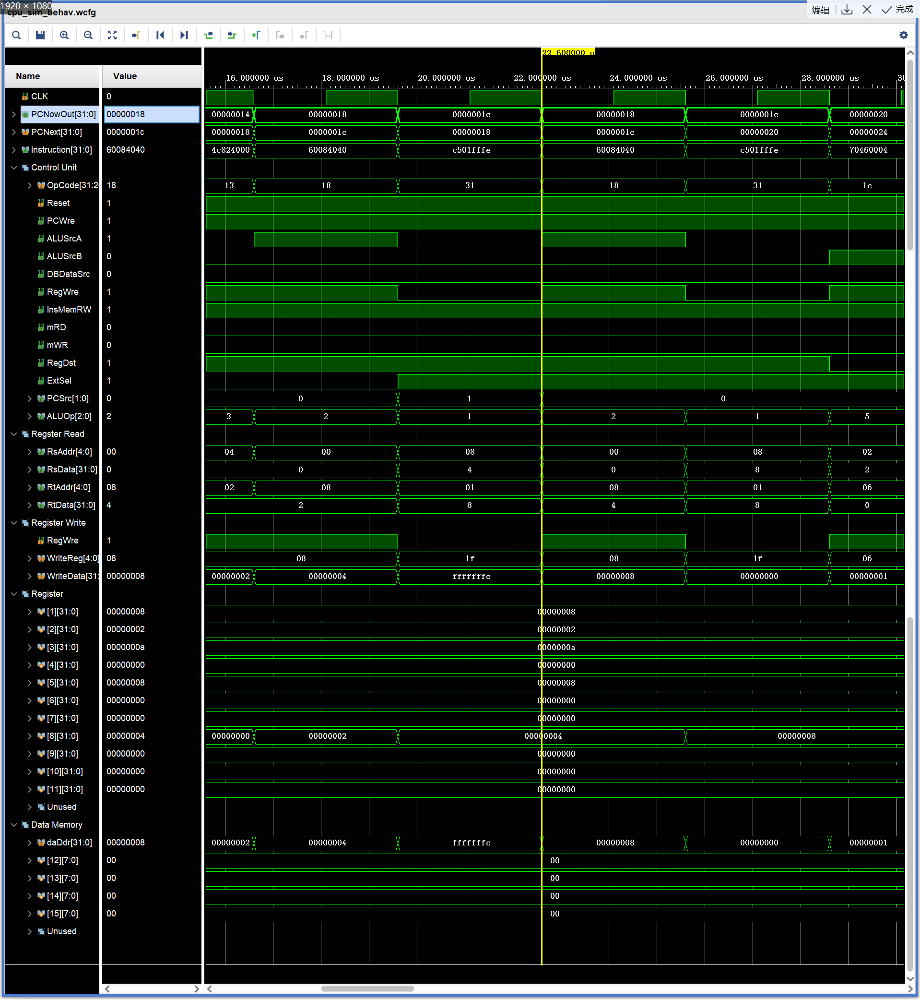 1920 × 1080
cpu_sim_behav.wcfg
编辑 完成
22.600000 u
Name Value
16.000000 us 18.000000 us 20.000000 us 22.000000 us 24.000000 us 26.000000 us 28.000000 us 30
CLK 0
PCNowOut[31:0] 00000018 00000014 00000018 0000001c 00000018 0000001c 00000020
PCNext[31:0] 0000001c 00000018 0000001c 00000018 0000001c 00000020 00000024
Instruction[31:0] 60084040 4c824000 60084040 c501fffe 60084040 c501fffe 70460004
Control Unit
OpCode[31:26 18 13 18 31 18 31 1c
Reset 1
PCWre 1
ALUSrcA 1
ALUSrcB 0
DBDataSrc 0
RegWre 1
InsMemRW 1
mRD 0
mWR 0
RegDst 1
ExtSel 1
PCSrc[1:0] 0 0 1 0
ALUOp[2:0] 2 3 2 1 2 1 5
Regster Read
RsAddr[4:0] 00 04 00 08 00 08 02
RsData[31:0] 0 0 4 0 8 2
RtAddr[4:0] 08 02 08 01 08 01 06
RtData[31:0] 4 2 8 4 8 0
Register Write
RegWre 1
WriteReg[4:0] 08 08 1f 08 1f 06
WriteData[31: 00000008 00000002 00000004 fffffffc 00000008 00000000 00000001
Register
[1][31:0] 00000008 00000008
[2][31:0] 00000002 00000002
[3][31:0] 0000000a 0000000a
[4][31:0] 00000000 00000000
[5][31:0] 00000008 00000008
[6][31:0] 00000000 00000000
[7][31:0] 00000000 00000000
[8][31:0] 00000004 00000000 00000002 00000004 00000008
[9][31:0] 00000000 00000000
[10][31:0] 00000000 00000000
[11][31:0] 00000000 00000000
Unused
Data Memory
daDdr[31:0] 00000008 00000002 00000004 fffffffc 00000008 00000000 00000001
[12][7:0] 00 00
[13][7:0] 00 00
[14][7:0] 00 00
[15][7:0] 00 00
Unused